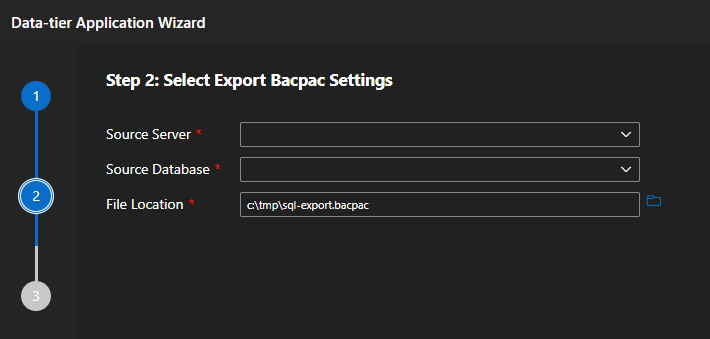 Data-tier Application Wizard
1
Step 2: Select Export Bacpac Settings
Source Server *
Source Database *
2
File Location * c:\tmp\sql-export.bacpac
3